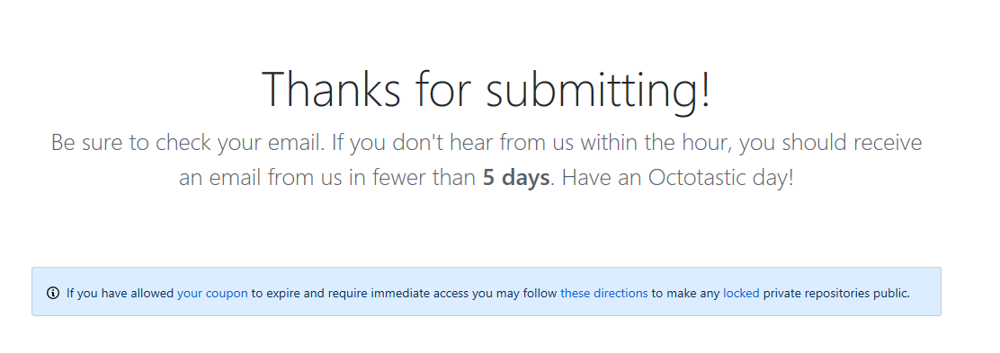 Thanks for submitting!
Be sure to check your email. If you don't hear from us within the hour, you should receive
an email from us in fewer than 5 days. Have an Octotastic day!
If you have allowed your coupon to expire and require immediate access you may follow these directions to make any locked private repositories public.